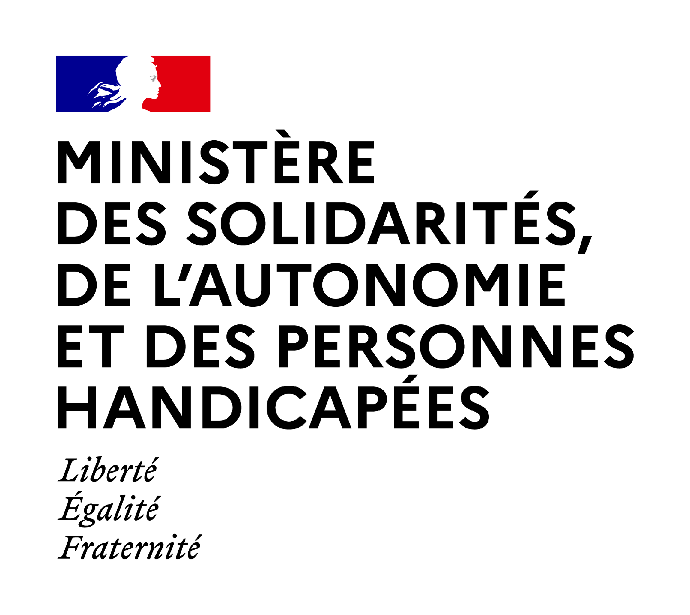 MINISTÈRE
DES SOLIDARITÉS,
DE L’AUTONOMIE
ET DES PERSONNES
HANDICAPÉES
Liberté
Égalité
Fraternité